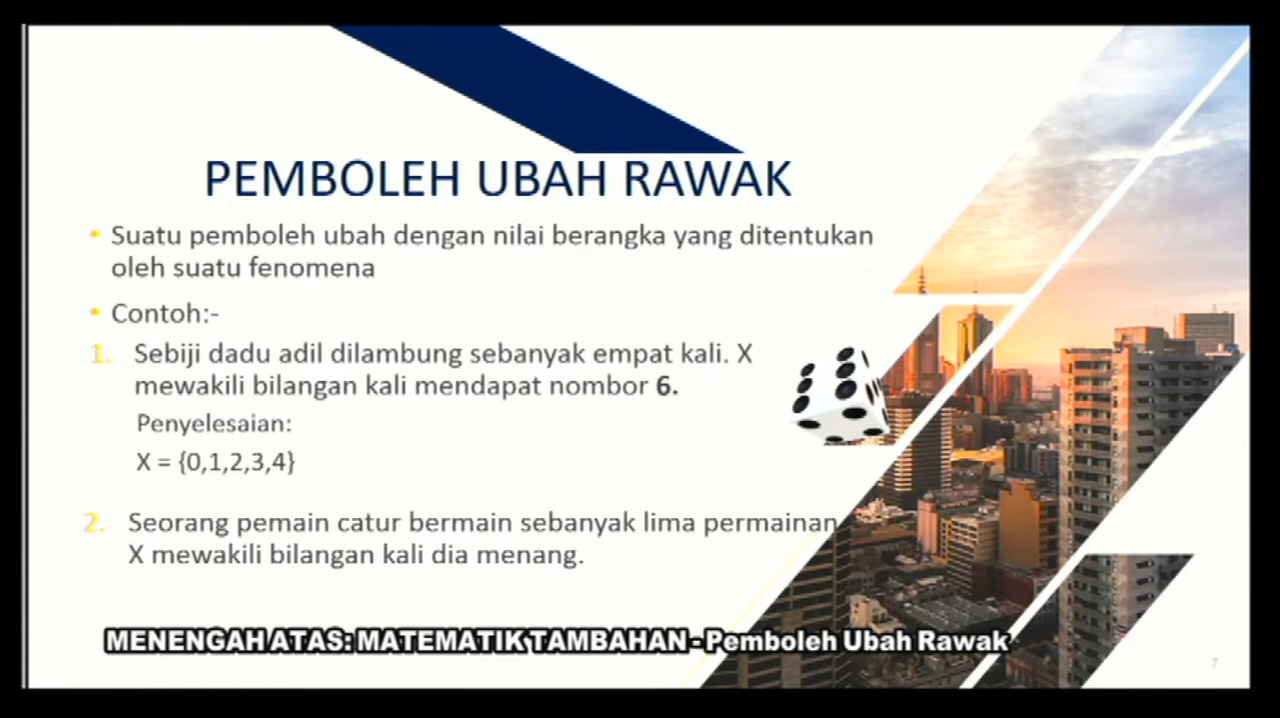 PEMBOLEH UBAH RAWAK
• Suatu pemboleh ubah dengan nilai berangka yang ditentukan
oleh suatu fenomena
• Contoh:-
1. Sebiji dadu adil dilambung sebanyak empat kali. X
mewakili bilangan kali mendapat nombor 6.
Penyelesaian:
X = {0,1,2,3,4}
2. Seorang pemain catur bermain sebanyak lima permainan
X mewakili bilangan kali dia menang.
MENENGAH ATAS: MATEMATIK TAMBAHAN - Pemboleh Ubah Rawak
7